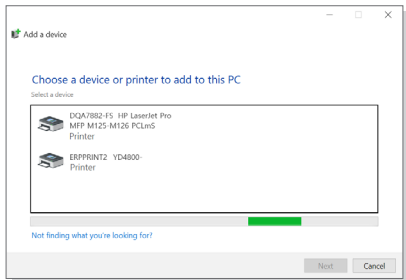 Add a device
Choose a device or printer to add to this PC
Select a device
DQA7882-F5 HP LaserJet Pro
MFP M125-M126 PCLmS
Printer
ERPPRINT2 YD4800-
Printer
Not finding what you're looking for?
Next
Cancel